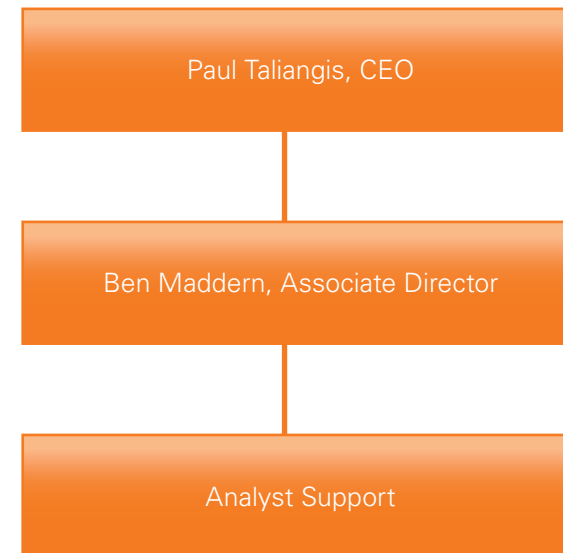 Paul Taliangis, CEO
Ben Maddern, Associate Director
Analyst Support